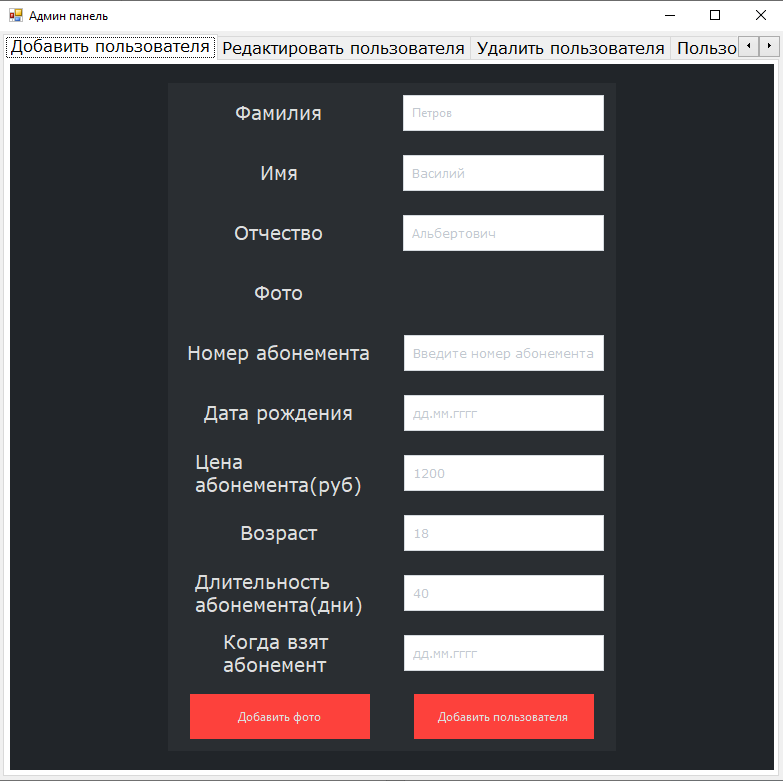 Админ панель
Добавить пользователя Редактировать пользователя Удалить пользователя Пользо
Фамилия Петров
Имя Василий
Отчество Альбертович
Фото
Номер абонемента Введите номер абонемента
Дата рождения дд.мм.гггг
Цена
абонемента(руб) 1200
Возраст 18
Длительность
абонемента(дни) 40
Когда взят
абонемент дд.мм.гггг
Добавить фото Добавить пользователя